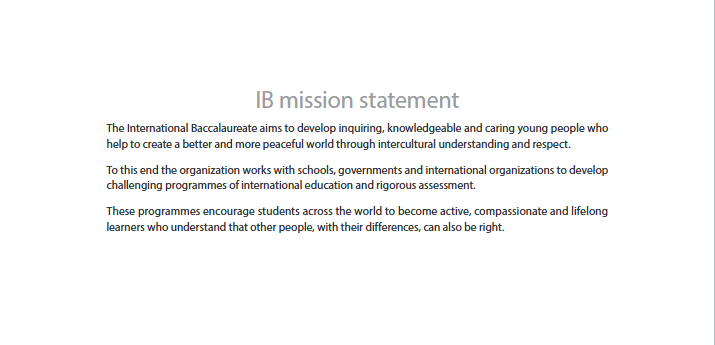 IB mission statement
The International Baccalaureate aims to develop inquiring, knowledgeable and caring young people who
help to create a better and more peaceful world through intercultural understanding and respect.
To this end the organization works with schools, governments and international organizations to develop
challenging programmes of international education and rigorous assessment.
These programmes encourage students across the world to become active, compassionate and lifelong
learners who understand that other people, with their differences, can also be right.